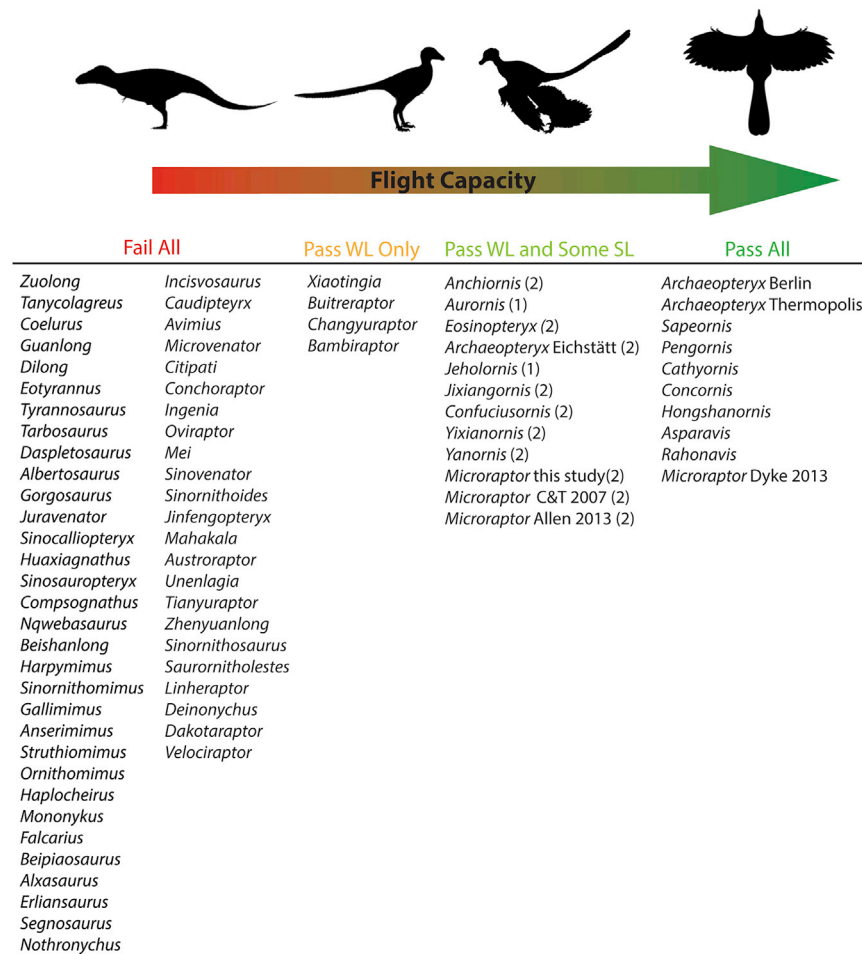 Flight Capacity
Fail All
Pass WL Only
Pass WL and Some SL
Pass All
Zuolong
Tanycolagreus
Coelurus
Guanlong
Dilong
Eotyrannus
Tyrannosaurus
Tarbosaurus
Daspletosaurus
Albertosaurus
Gorgosaurus
Juravenator
Sinocalliopteryx
Huaxiagnathus
Sinosauropteryx
Compsognathus
Nqwebasaurus
Beishanlong
Harpymimus
Sinornithomimus
Gallimimus
Anserimimus
Struthiomimus
Ornithomimus
Haplocheirus
Mononykus
Falcarius
Beipiaosaurus
Alxasaurus
Erliansaurus
Segnosaurus
Nothronychus
Incisvosaurus
Caudipteyrx
Avimius
Microvenator
Citipati
Conchoraptor
Ingenia
Oviraptor
Mei
Sinovenator
Sinornithoides
Jinfengopteryx
Mahakala
Austroraptor
Unenlagia
Tianyuraptor
Zhenyuanlong
Sinornithosaurus
Saurornitholestes
Linheraptor
Deinonychus
Dakotaraptor
Velociraptor
Xiaotingia
Buitreraptor
Changyuraptor
Bambiraptor
Anchiornis (2)
Aurornis (1)
Eosinopteryx (2)
Archaeopteryx Eichstätt (2)
Jeholornis (1)
Jixiangornis (2)
Confuciusornis (2)
Yixianornis (2)
Yanornis (2)
Microraptor this study(2)
Microraptor C&T 2007 (2)
Microraptor Allen 2013 (2)
Archaeopteryx Berlin
Archaeopteryx Thermopolis
Sapeornis
Pengornis
Cathyornis
Concornis
Hongshanornis
Asparavis
Rahonavis
Microraptor Dyke 2013